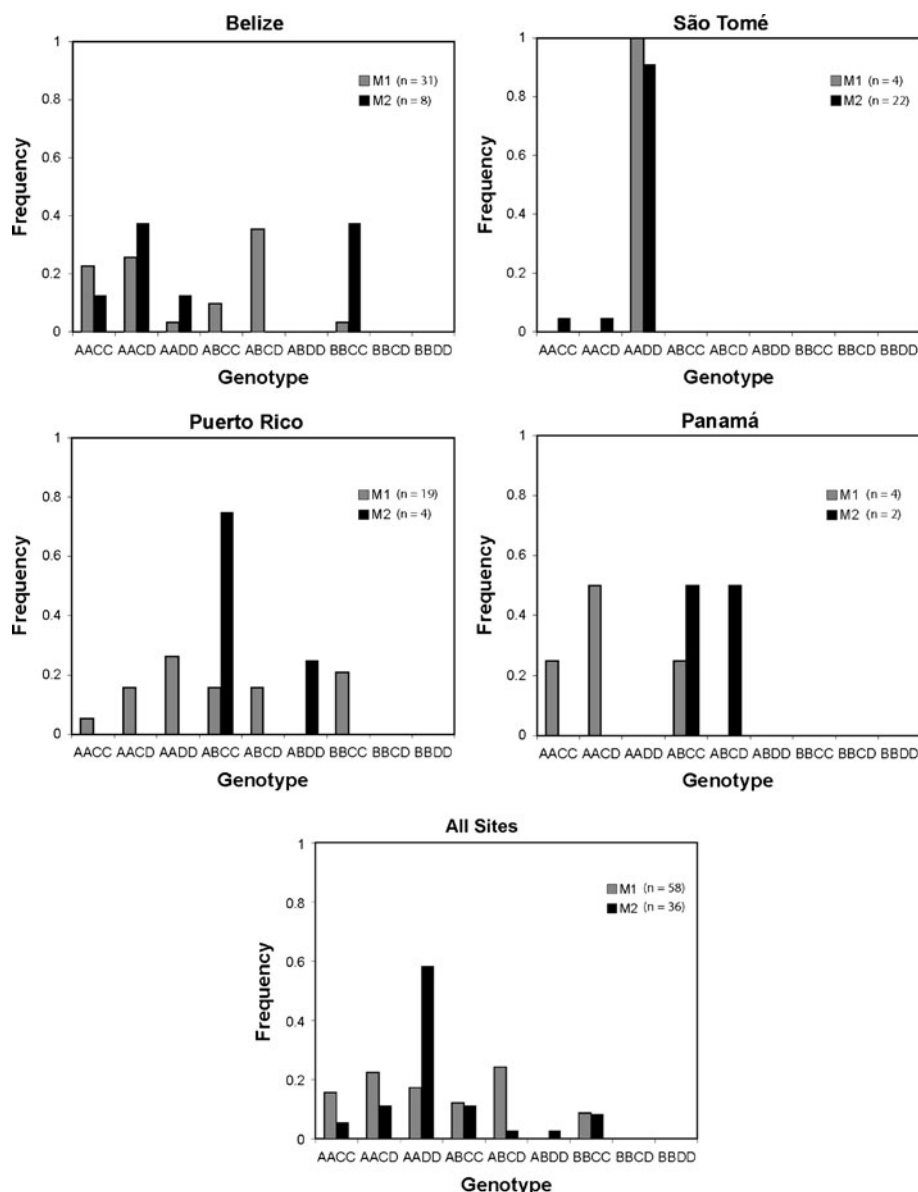 Belize
1
0.8
0.6
0.4
0.2
0
Frequency
M1 (n = 31)
M2 (n = 8)
AACC AACD AADD ABCC ABCD ABDD BBCC BBCD BBDD
Genotype
São Tomé
1
0.8
0.6
0.4
0.2
0
Frequency
M1 (n = 4)
M2 (n = 22)
AACC AACD AADD ABCC ABCD ABDD BBCC BBCD BBDD
Genotype
Puerto Rico
1
0.8
0.6
0.4
0.2
0
Frequency
M1 (n = 19)
M2 (n = 4)
AACC AACD AADD ABCC ABCD ABDD BBCC BBCD BBDD
Genotype
Panamá
1
0.8
0.6
0.4
0.2
0
Frequency
M1 (n = 4)
M2 (n = 2)
AACC AACD AADD ABCC ABCD ABDD BBCC BBCD BBDD
Genotype
All Sites
1
0.8
0.6
0.4
0.2
0
Frequency
M1 (n = 58)
M2 (n = 36)
AACC AACD AADD ABCC ABCD ABDD BBCC BBCD BBDD
Genotype